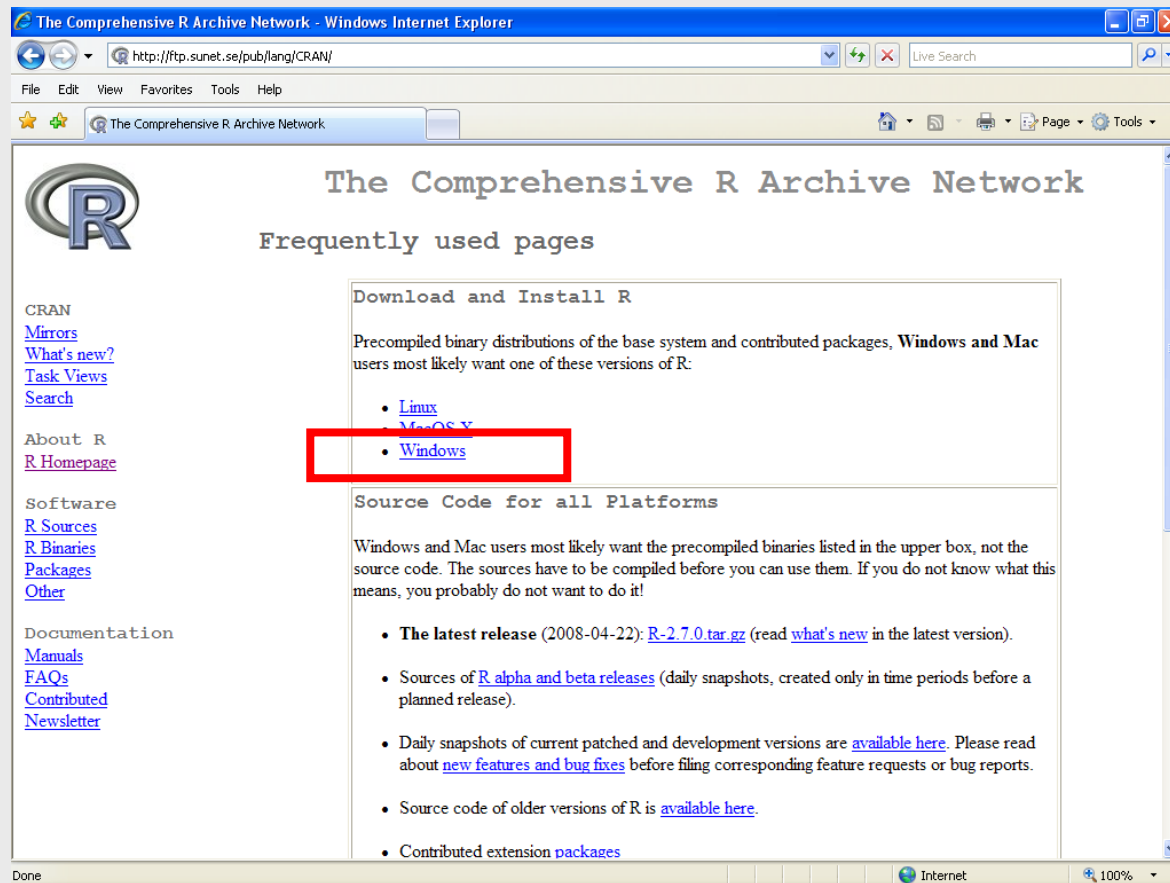 The Comprehensive R Archive Network - Windows Internet Explorer
http://ftp.sunet.se/pub/lang/CRAN/
Live Search
File Edit View Favorites Tools Help
The Comprehensive R Archive Network
Page Tools
R
The Comprehensive R Archive Network
Frequently used pages
CRAN
Mirrors
What's new?
Task Views
Search
About R
R Homepage
Software
R Sources
R Binaries
Packages
Other
Documentation
Manuals
FAQs
Contributed
Newsletter
Download and Install R
Precompiled binary distributions of the base system and contributed packages, Windows and Mac
users most likely want one of these versions of R:
• Linux
• MacOS X
• Windows
Source Code for all Platforms
Windows and Mac users most likely want the precompiled binaries listed in the upper box, not the
source code. The sources have to be compiled before you can use them. If you do not know what this
means, you probably do not want to do it!
• The latest release (2008-04-22): R-2.7.0.tar.gz (read what's new in the latest version).
• Sources of R alpha and beta releases (daily snapshots, created only in time periods before a
planned release).
• Daily snapshots of current patched and development versions are available here. Please read
about new features and bug fixes before filing corresponding feature requests or bug reports.
• Source code of older versions of R is available here.
• Contributed extension packages
Done
Internet
100%